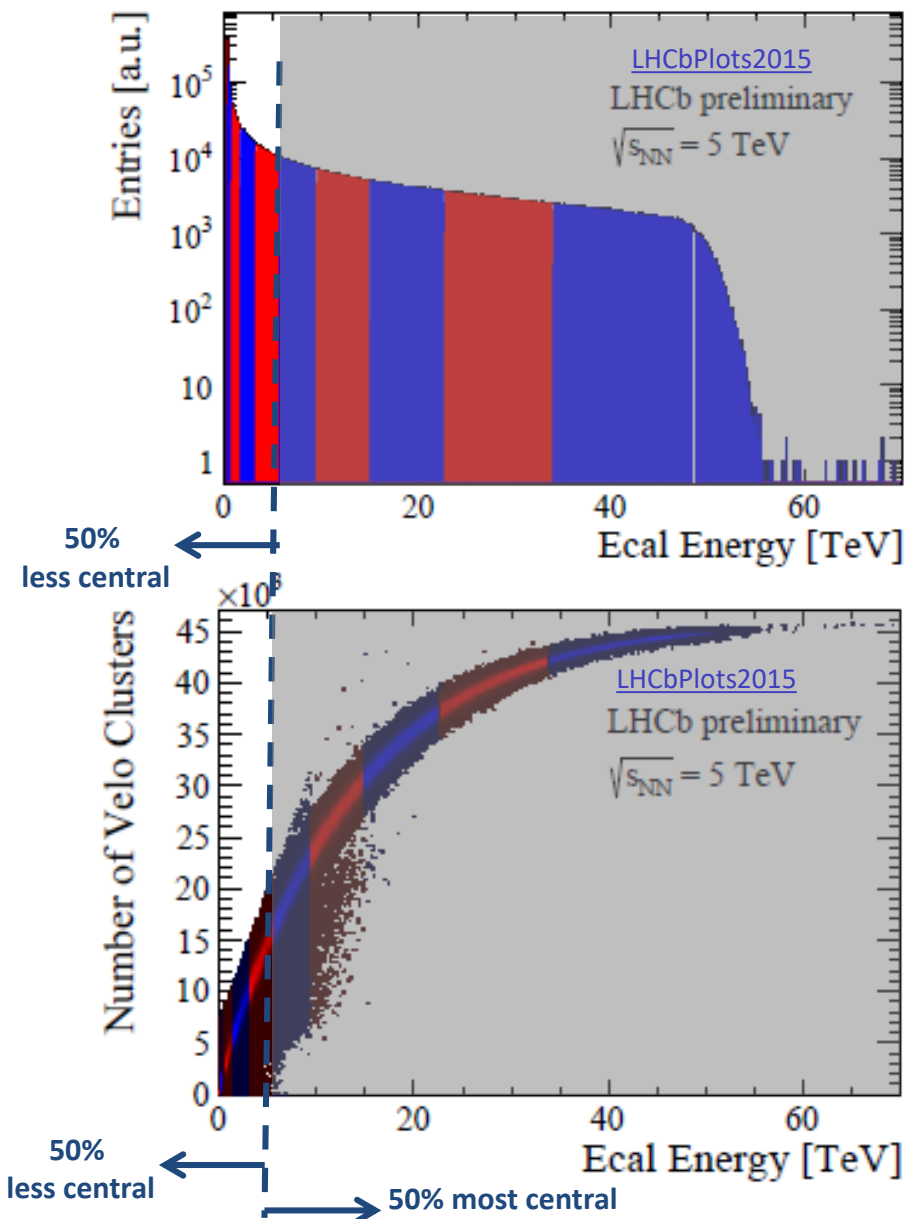 Entries [a.u.]
10⁵
10⁴
10³
10²
10
1
LHCbPlots2015
LHCb preliminary
√sNN = 5 TeV
0 20 40 60
Ecal Energy [TeV]
50%
less central
×10³
Number of Velo Clusters
45
40
35
30
25
20
15
10
5
0
LHCbPlots2015
LHCb preliminary
√sNN = 5 TeV
0 20 40 60
Ecal Energy [TeV]
50%
less central
50% most central